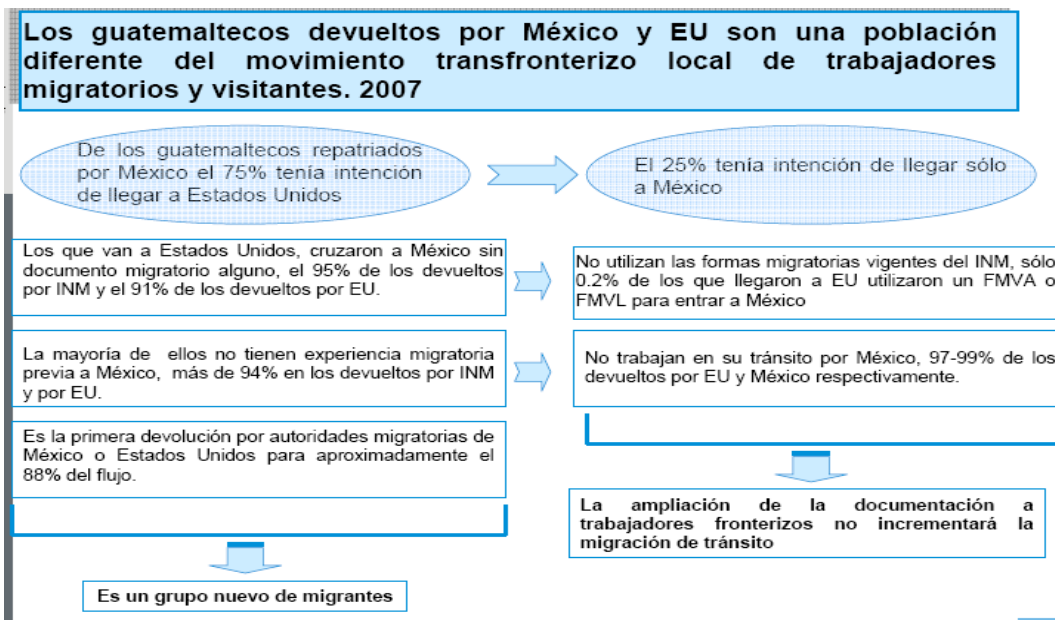 Los guatemaltecos devueltos por México y EU son una población
diferente del movimiento transfronterizo local de trabajadores
migratorios y visitantes. 2007
De los guatemaltecos repatriados
por México el 75% tenía intención
de llegar a Estados Unidos
El 25% tenía intención de llegar sólo
a México
Los que van a Estados Unidos, cruzaron a México sin
documento migratorio alguno, el 95% de los devueltos
por INM y el 91% de los devueltos por EU.
No utilizan las formas migratorias vigentes del INM, sólo
0.2% de los que llegaron a EU utilizaron un FMVA o
FMVL para entrar a México
La mayoría de ellos no tienen experiencia migratoria
previa a México, más de 94% en los devueltos por INM
y por EU.
No trabajan en su tránsito por México, 97-99% de los
devueltos por EU y México respectivamente.
Es la primera devolución por autoridades migratorias de
México o Estados Unidos para aproximadamente el
88% del flujo.
La ampliación de la documentación a
trabajadores fronterizos no incrementará la
migración de tránsito
Es un grupo nuevo de migrantes